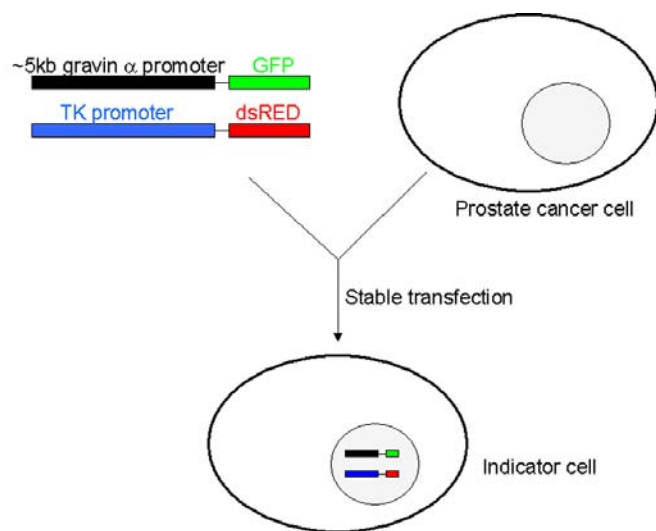 ~5kb gravin α promoter
GFP
TK promoter
dsRED
Prostate cancer cell
Stable transfection
Indicator cell